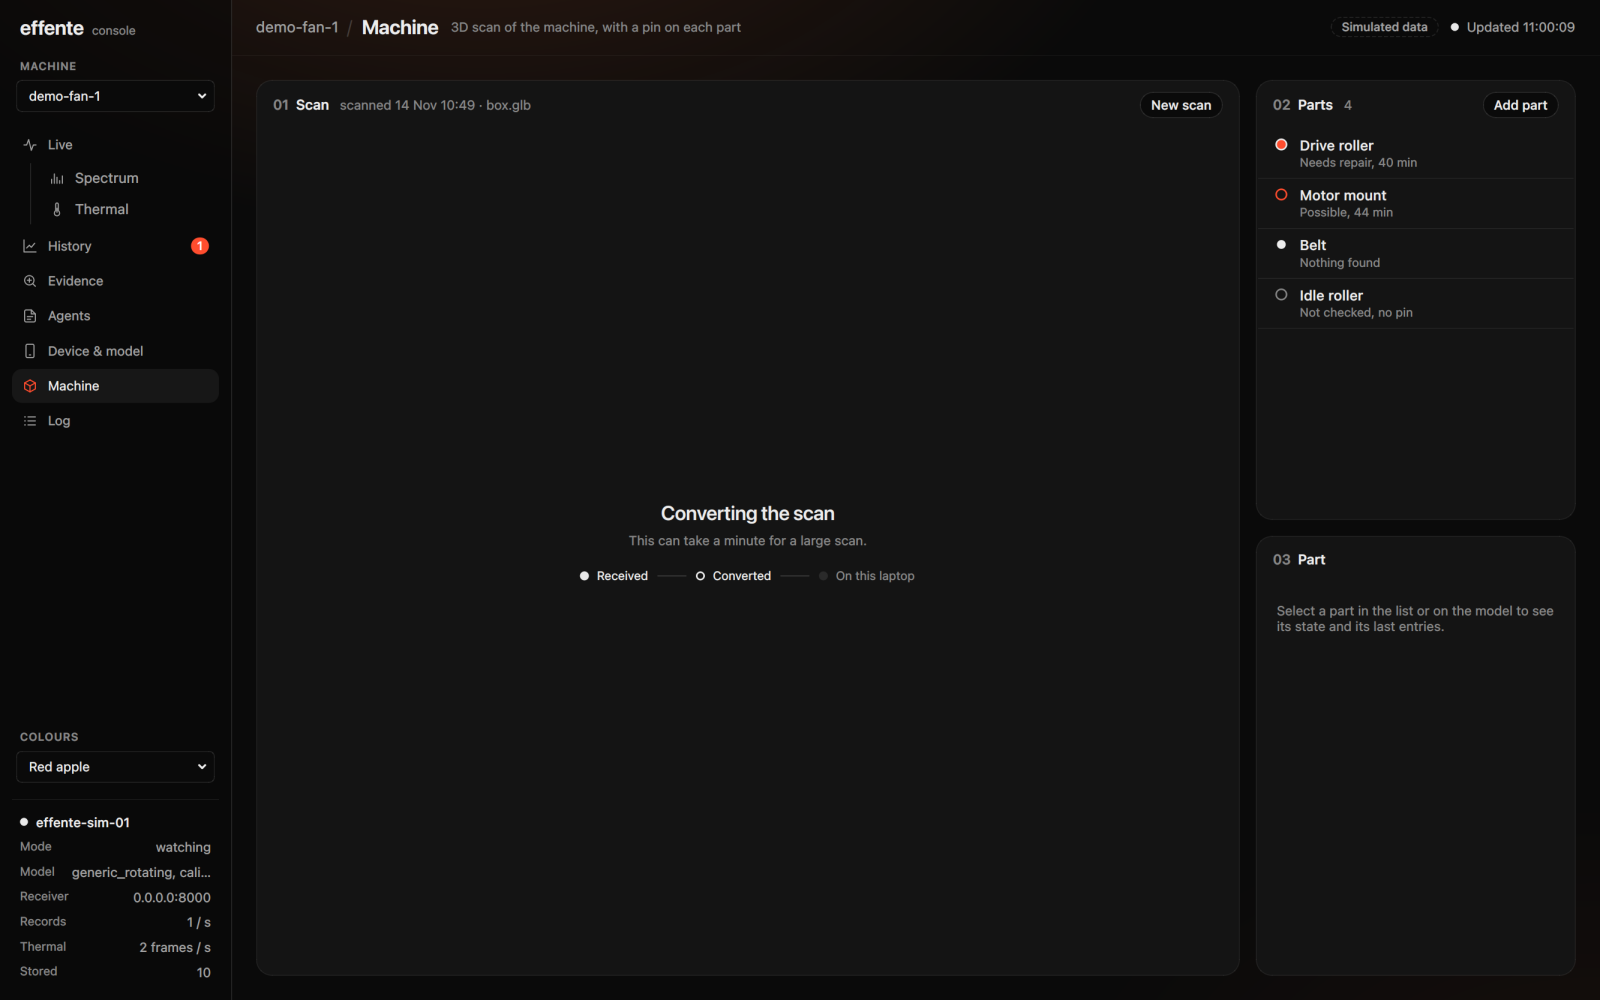 effente console
MACHINE
demo-fan-1
Live
Spectrum
Thermal
History 1
Evidence
Agents
Device & model
Machine
Log
COLOURS
Red apple
effente-sim-01
Mode watching
Model generic_rotating, cali...
Receiver 0.0.0.0:8000
Records 1 / s
Thermal 2 frames / s
Stored 10
demo-fan-1 / Machine 3D scan of the machine, with a pin on each part
Simulated data Updated 11:00:09
01 Scan scanned 14 Nov 10:49 · box.glb New scan
Converting the scan
This can take a minute for a large scan.
Received Converted On this laptop
02 Parts 4 Add part
Drive roller
Needs repair, 40 min
Motor mount
Possible, 44 min
Belt
Nothing found
Idle roller
Not checked, no pin
03 Part
Select a part in the list or on the model to see
its state and its last entries.